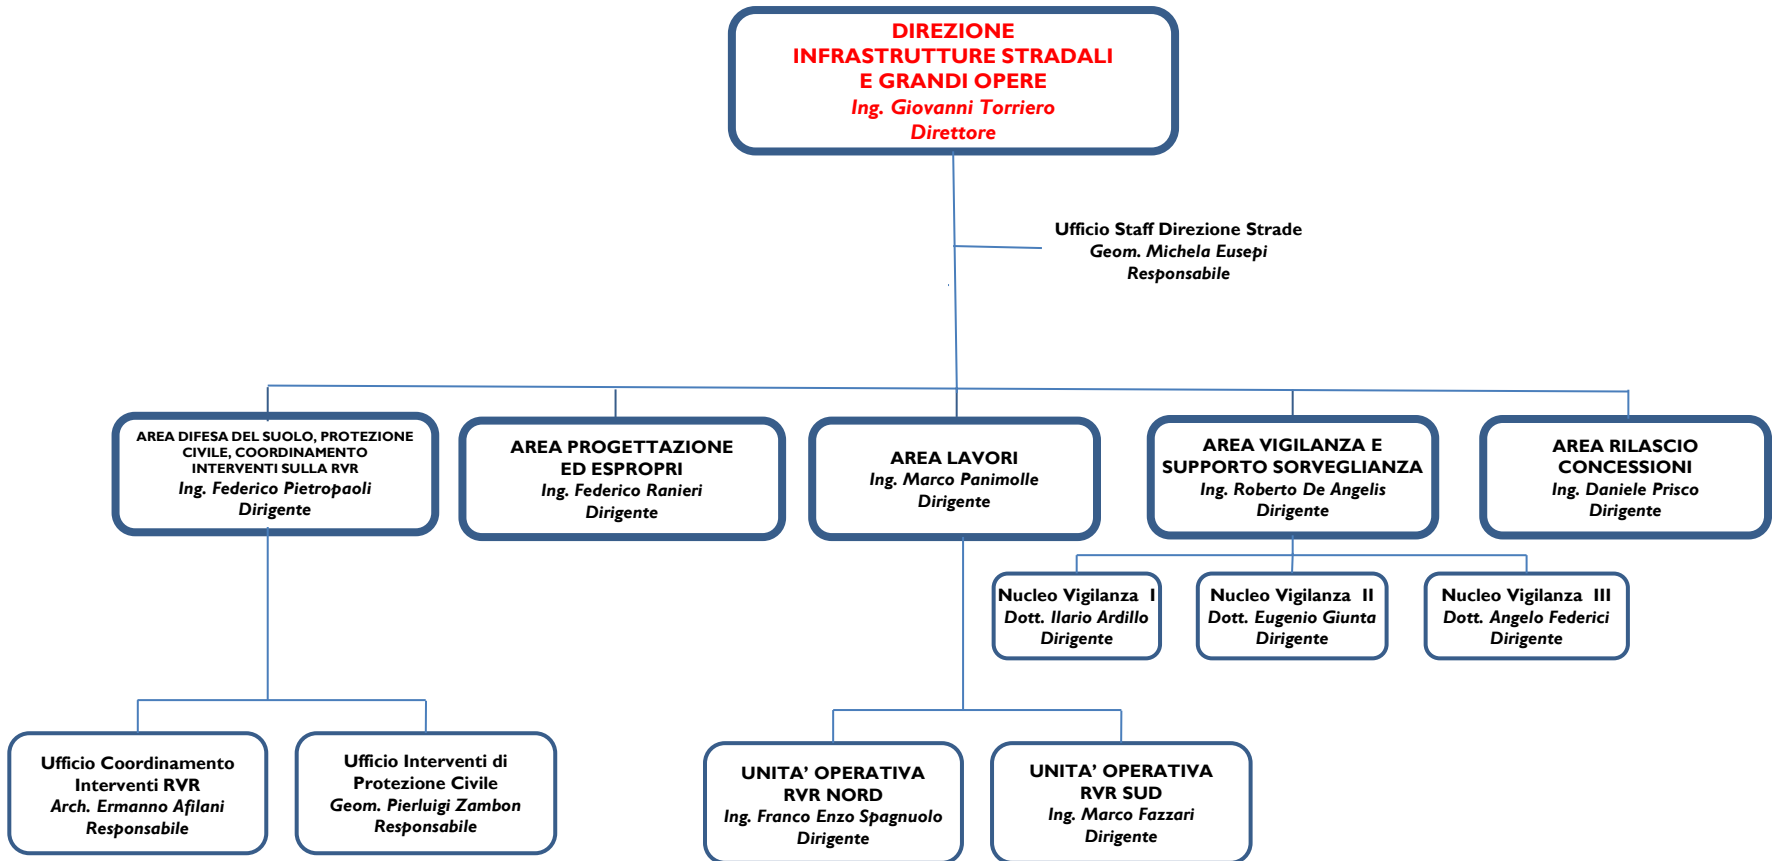 DIREZIONE
INFRASTRUTTURE STRADALI
E GRANDI OPERE
Ing. Giovanni Torriero
Direttore
Ufficio Staff Direzione Strade
Geom. Michela Eusepi
Responsabile
AREA DIFESA DEL SUOLO, PROTEZIONE
CIVILE, COORDINAMENTO
INTERVENTI SULLA RVR
Ing. Federico Pietropaoli
Dirigente
AREA PROGETTAZIONE
ED ESPROPRI
Ing. Federico Ranieri
Dirigente
AREA LAVORI
Ing. Marco Panimolle
Dirigente
AREA VIGILANZA E
SUPPORTO SORVEGLIANZA
Ing. Roberto De Angelis
Dirigente
AREA RILASCIO
CONCESSIONI
Ing. Daniele Prisco
Dirigente
Nucleo Vigilanza I
Dott. Ilario Ardillo
Dirigente
Nucleo Vigilanza II
Dott. Eugenio Giunta
Dirigente
Nucleo Vigilanza III
Dott. Angelo Federici
Dirigente
Ufficio Coordinamento
Interventi RVR
Arch. Ermanno Afilani
Responsabile
Ufficio Interventi di
Protezione Civile
Geom. Pierluigi Zambon
Responsabile
UNITA’ OPERATIVA
RVR NORD
Ing. Franco Enzo Spagnuolo
Dirigente
UNITA’ OPERATIVA
RVR SUD
Ing. Marco Fazzari
Dirigente